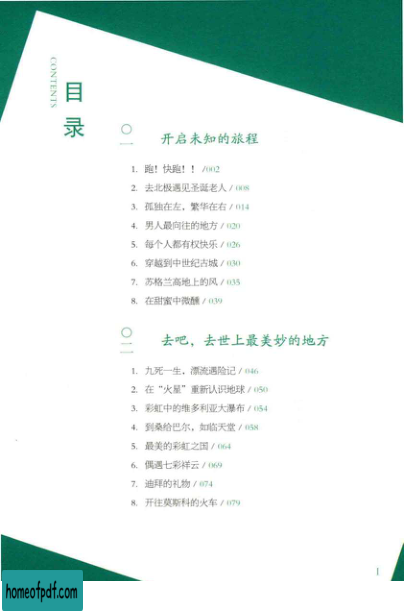 目录
CONTENTS
〇一 开启未知的旅程
1. 跑！快跑！！/002
2. 去北极遇见圣诞老人 / 008
3. 孤独在左，繁华在右 / 014
4. 男人最向往的地方 / 020
5. 每个人都有权快乐 / 026
6. 穿越到中世纪古城 / 030
7. 苏格兰高地上的风 / 035
8. 在甜蜜中微醺 / 039
〇二 去吧，去世上最美妙的地方
1. 九死一生，漂流遇险记 / 046
2. 在“火星”重新认识地球 / 050
3. 彩虹中的维多利亚大瀑布 / 054
4. 到桑给巴尔，如临天堂 / 058
5. 最美的彩虹之国 / 064
6. 偶遇七彩祥云 / 069
7. 迪拜的礼物 / 074
8. 开往莫斯科的火车 / 079
1
homeofpdf.com